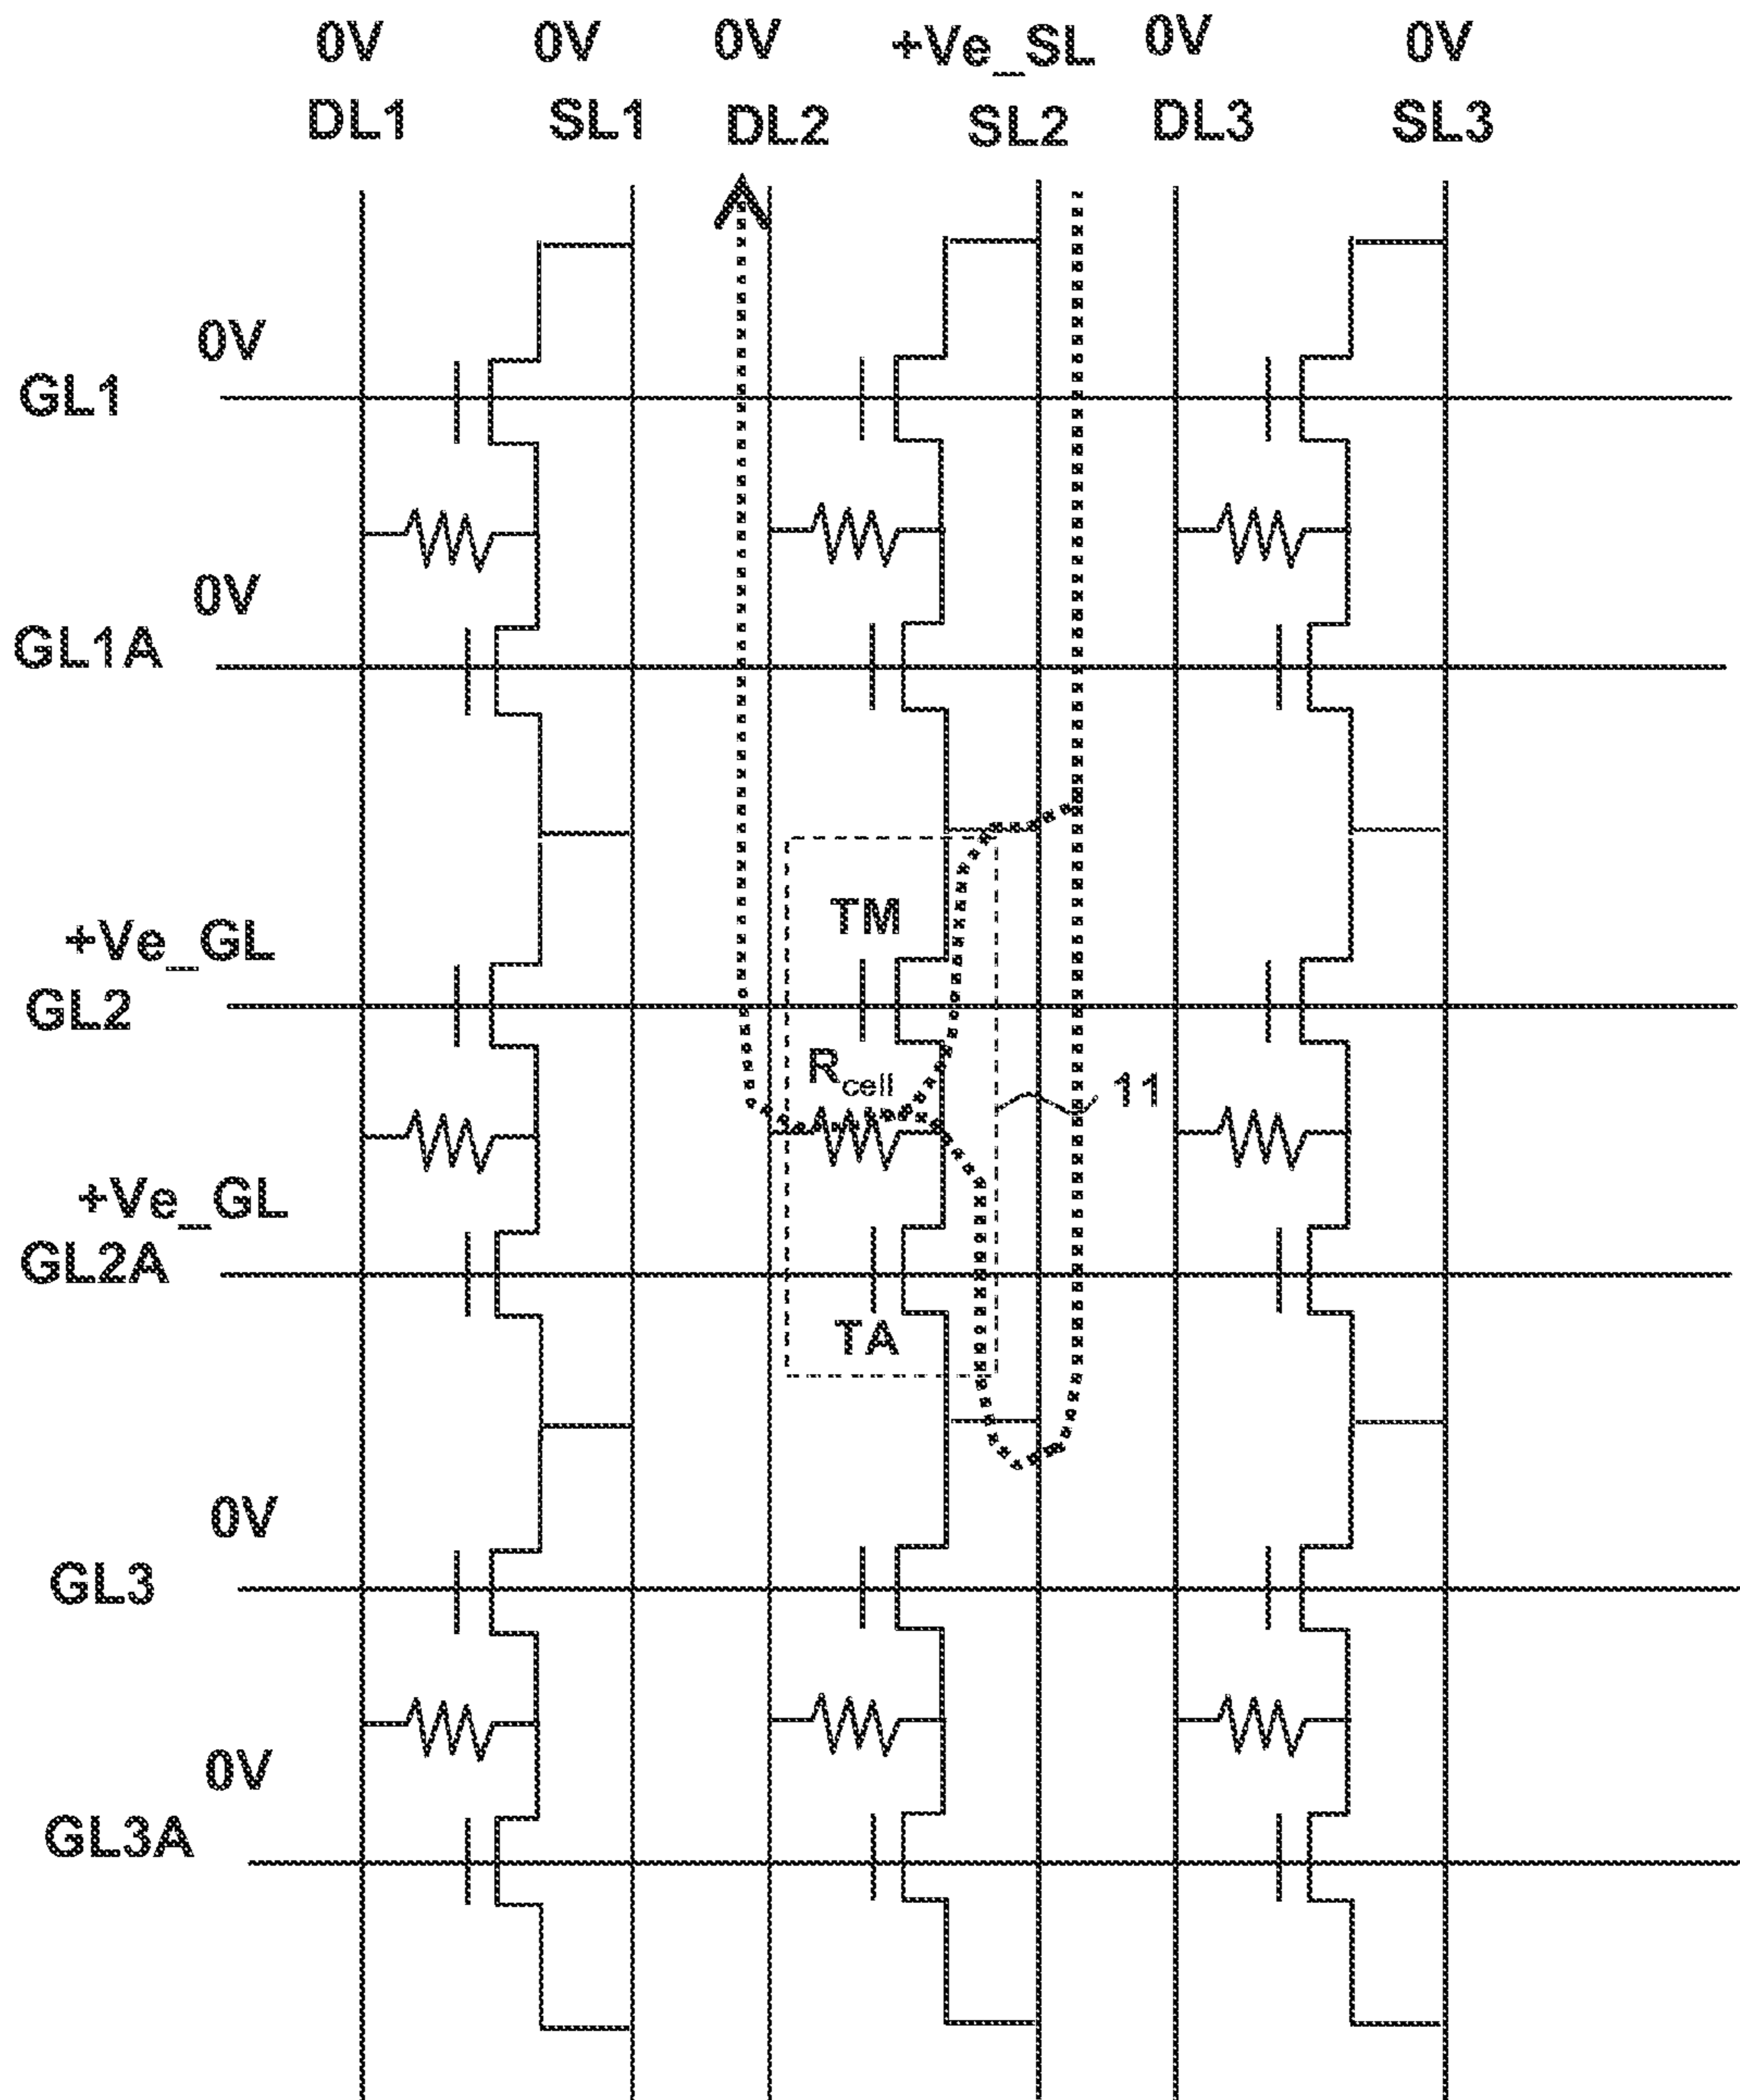 0V 0V 0V +Ve_SL 0V 0V
DL1 SL1 DL2 SL2 DL3 SL3
0V
GL1
0V
GL1A
TM
+Ve_GL
GL2
Rcell
11
+Ve_GL
GL2A
TA
0V
GL3
0V
GL3A